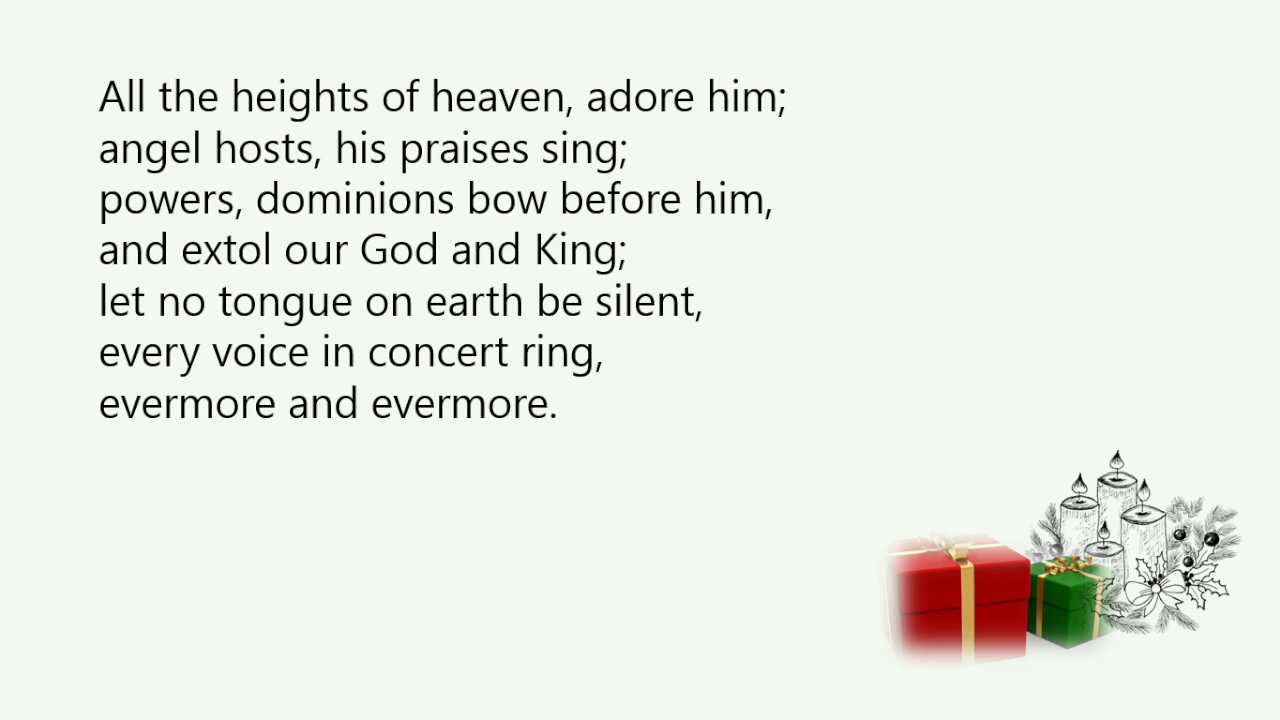 All the heights of heaven, adore him;
angel hosts, his praises sing;
powers, dominions bow before him,
and extol our God and King;
let no tongue on earth be silent,
every voice in concert ring,
evermore and evermore.